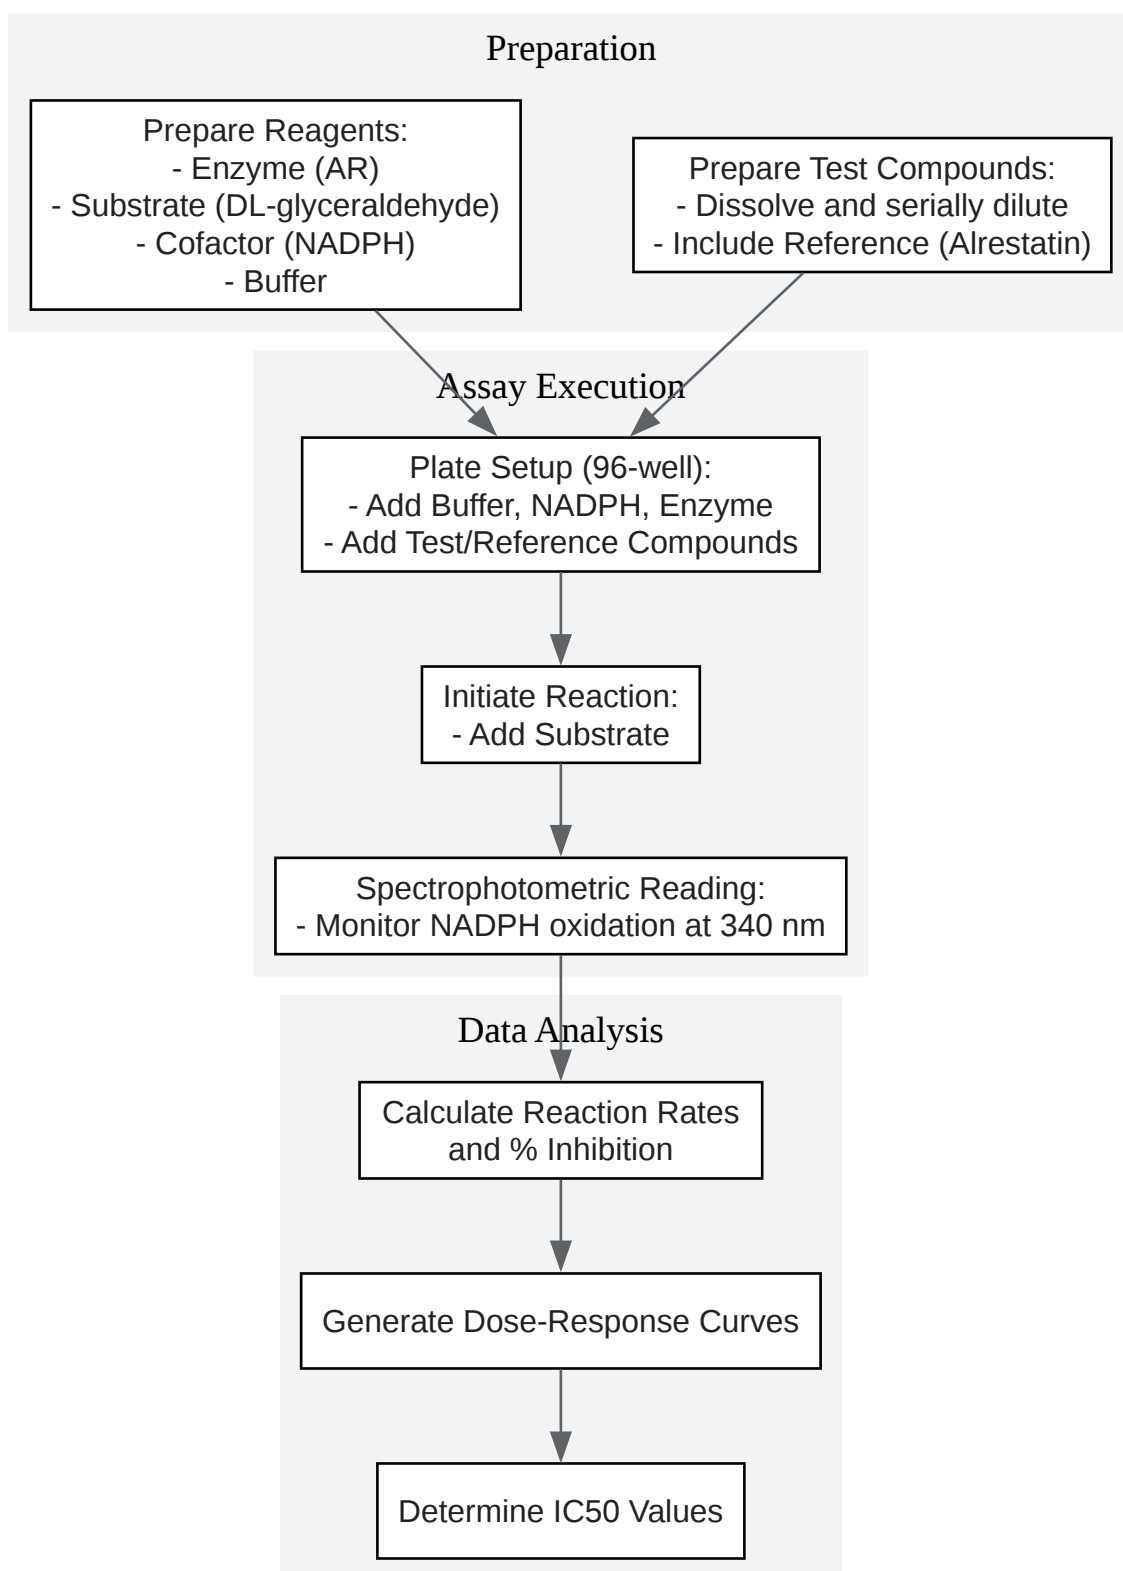 Preparation
Prepare Reagents:
- Enzyme (AR)
- Substrate (DL-glyceraldehyde)
- Cofactor (NADPH)
- Buffer
Prepare Test Compounds:
- Dissolve and serially dilute
- Include Reference (Alrestatin)
Assay Execution
Plate Setup (96-well):
- Add Buffer, NADPH, Enzyme
- Add Test/Reference Compounds
Initiate Reaction:
- Add Substrate
Spectrophotometric Reading:
- Monitor NADPH oxidation at 340 nm
Data Analysis
Calculate Reaction Rates
and % Inhibition
Generate Dose-Response Curves
Determine IC50 Values